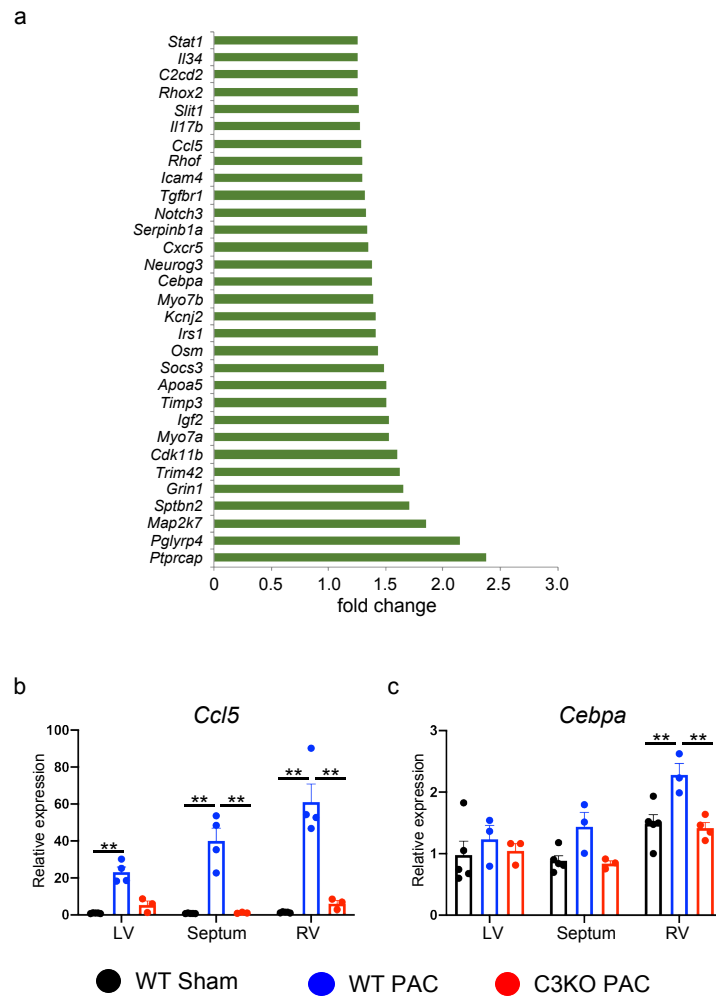 a
Stat1
Il34
C2cd2
Rhox2
Slit1
Il17b
Ccl5
Rhof
Icam4
Tgfbr1
Notch3
Serpinb1a
Cxcr5
Neurog3
Cebpa
Myo7b
Kcnj2
Irs1
Osm
Socs3
Apoa5
Timp3
Igf2
Myo7a
Cdk11b
Trim42
Grin1
Sptbn2
Map2k7
Pglyrp4
Ptprcap
0 0.5 1.0 1.5 2.0 2.5 3.0
fold change
b
Ccl5
Relative expression
100
80
60
40
20
0
** ** ** ** **
LV Septum RV
c
Cebpa
Relative expression
3
2
1
0
** **
LV Septum RV
WT Sham WT PAC C3KO PAC